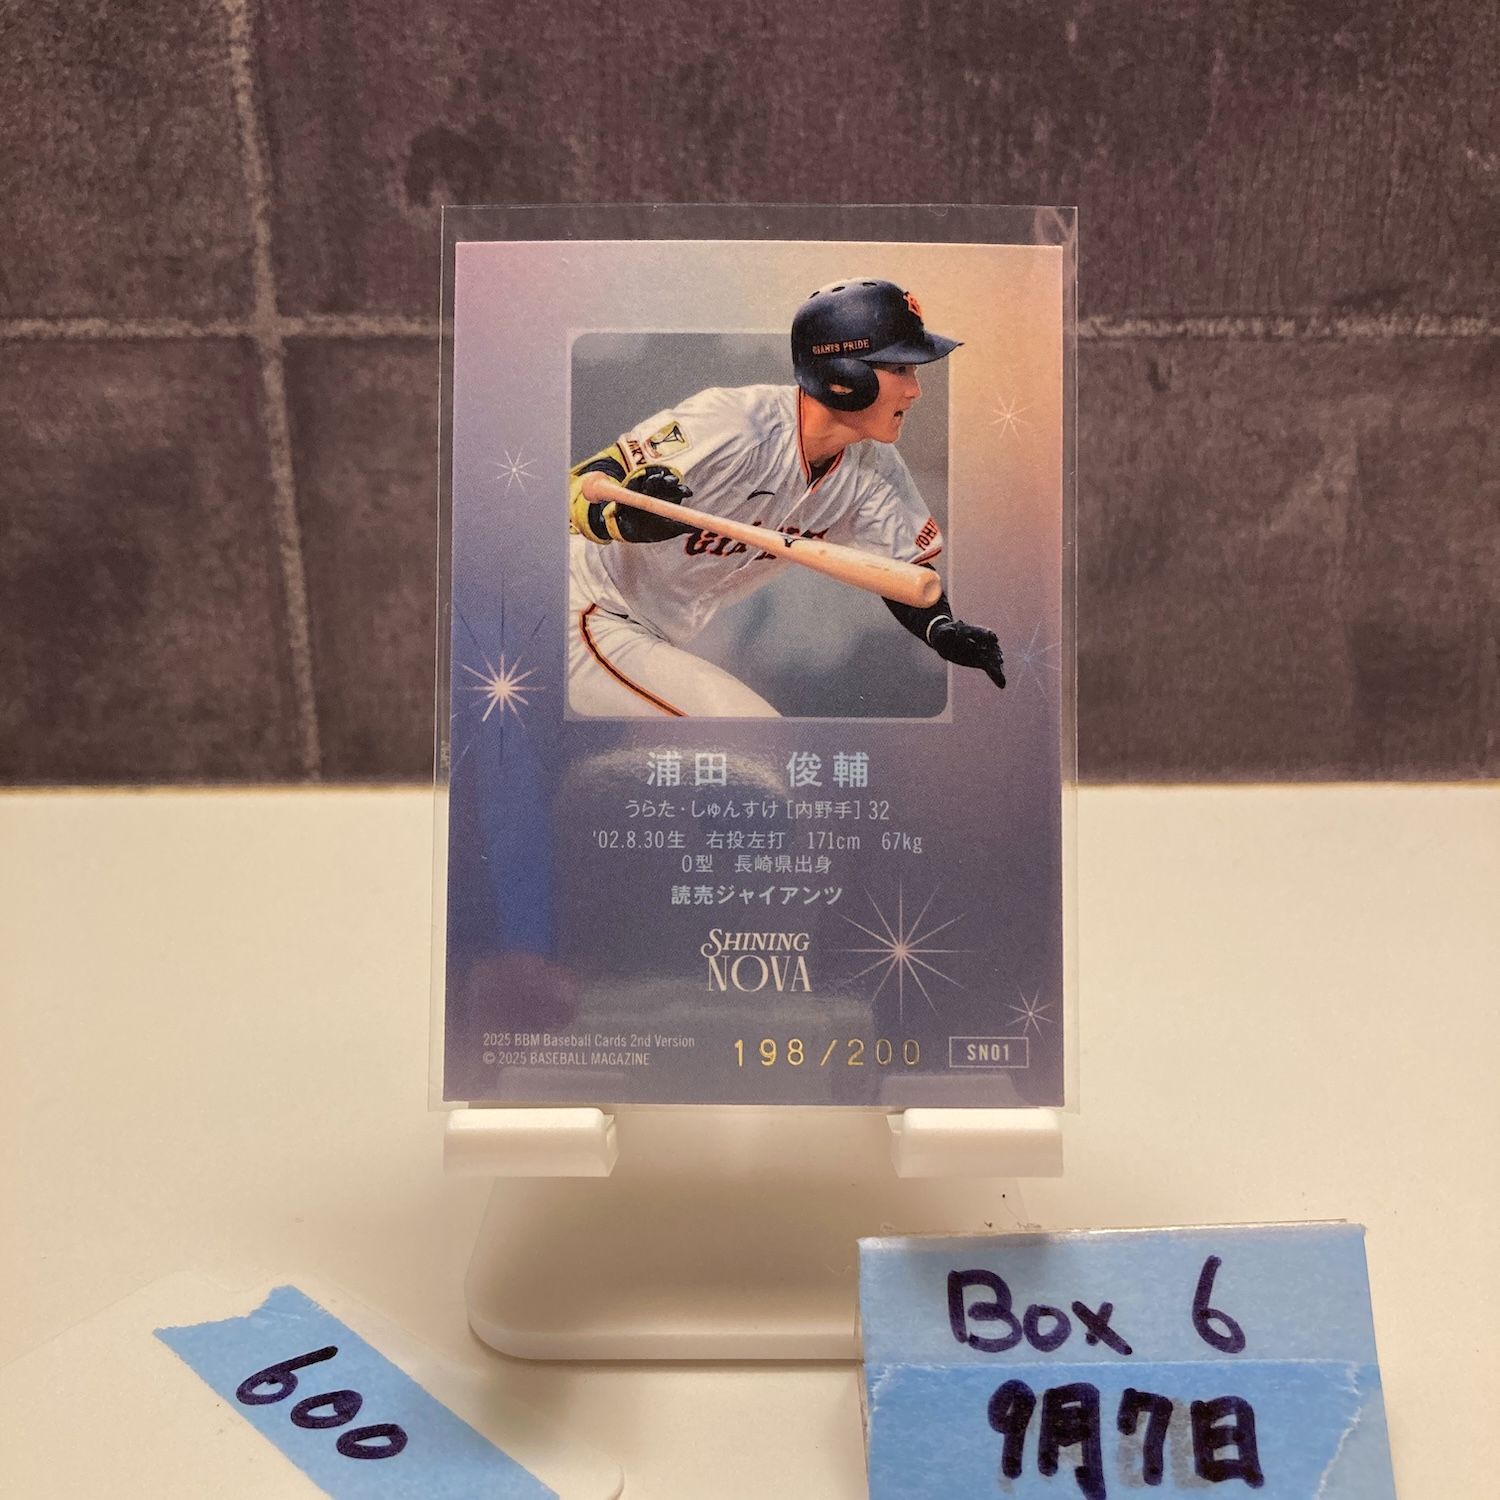 GIANTS PRIDE
浦田 俊輔
うらた・しゅんすけ [内野手] 32
'02.8.30生 右投左打 171cm 67kg
O型 長崎県出身
読売ジャイアンツ
SHINING
NOVA
2025 BBM Baseball Cards 2nd Version
© 2025 BASEBALL MAGAZINE
198/200
SN01
Box 6
9月7日
600